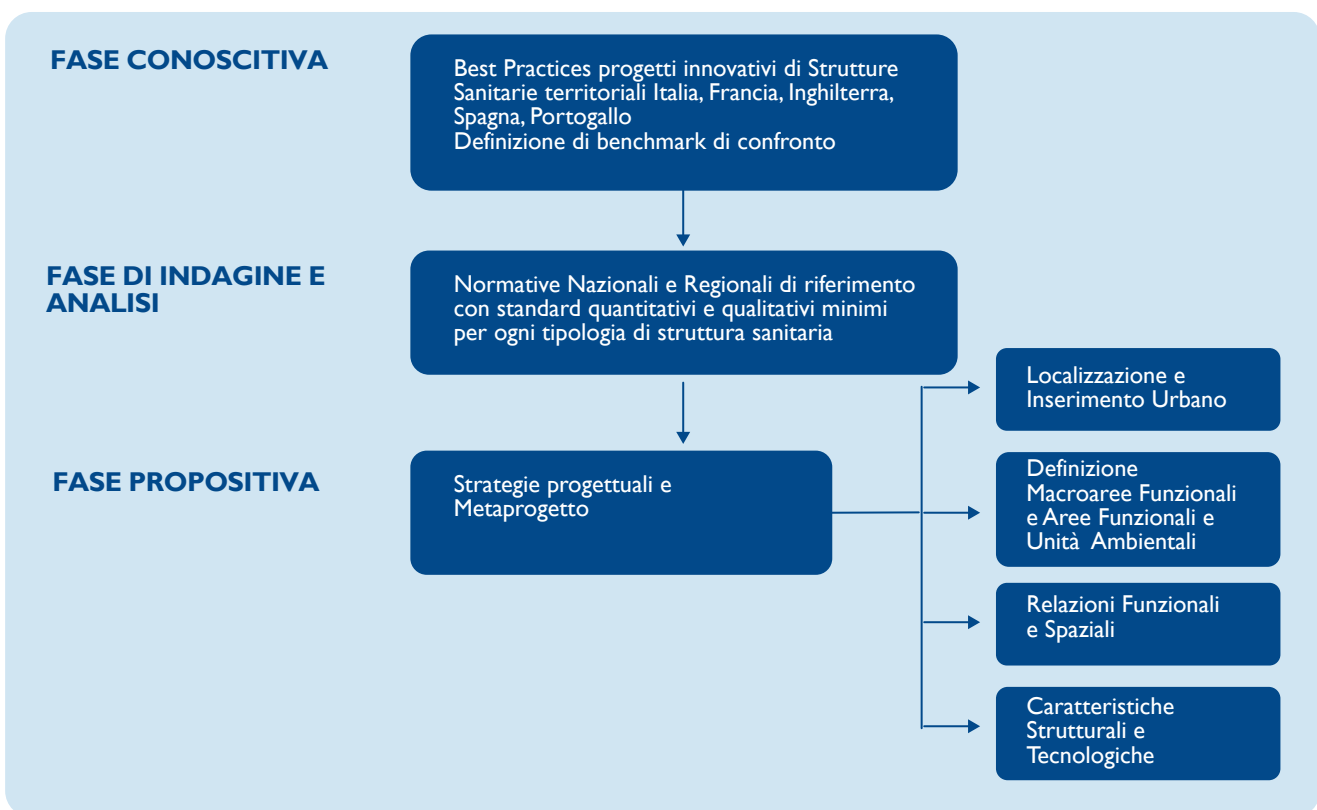 FASE CONOSCITIVA
Best Practices progetti innovativi di Strutture
Sanitarie territoriali Italia, Francia, Inghilterra,
Spagna, Portogallo
Definizione di benchmark di confronto
FASE DI INDAGINE E
ANALISI
Normative Nazionali e Regionali di riferimento
con standard quantitativi e qualitativi minimi
per ogni tipologia di struttura sanitaria
FASE PROPOSITIVA
Strategie progettuali e
Metaprogetto
Localizzazione e
Inserimento Urbano
Definizione
Macroaree Funzionali
e Aree Funzionali e
Unità Ambientali
Relazioni Funzionali
e Spaziali
Caratteristiche
Strutturali e
Tecnologiche